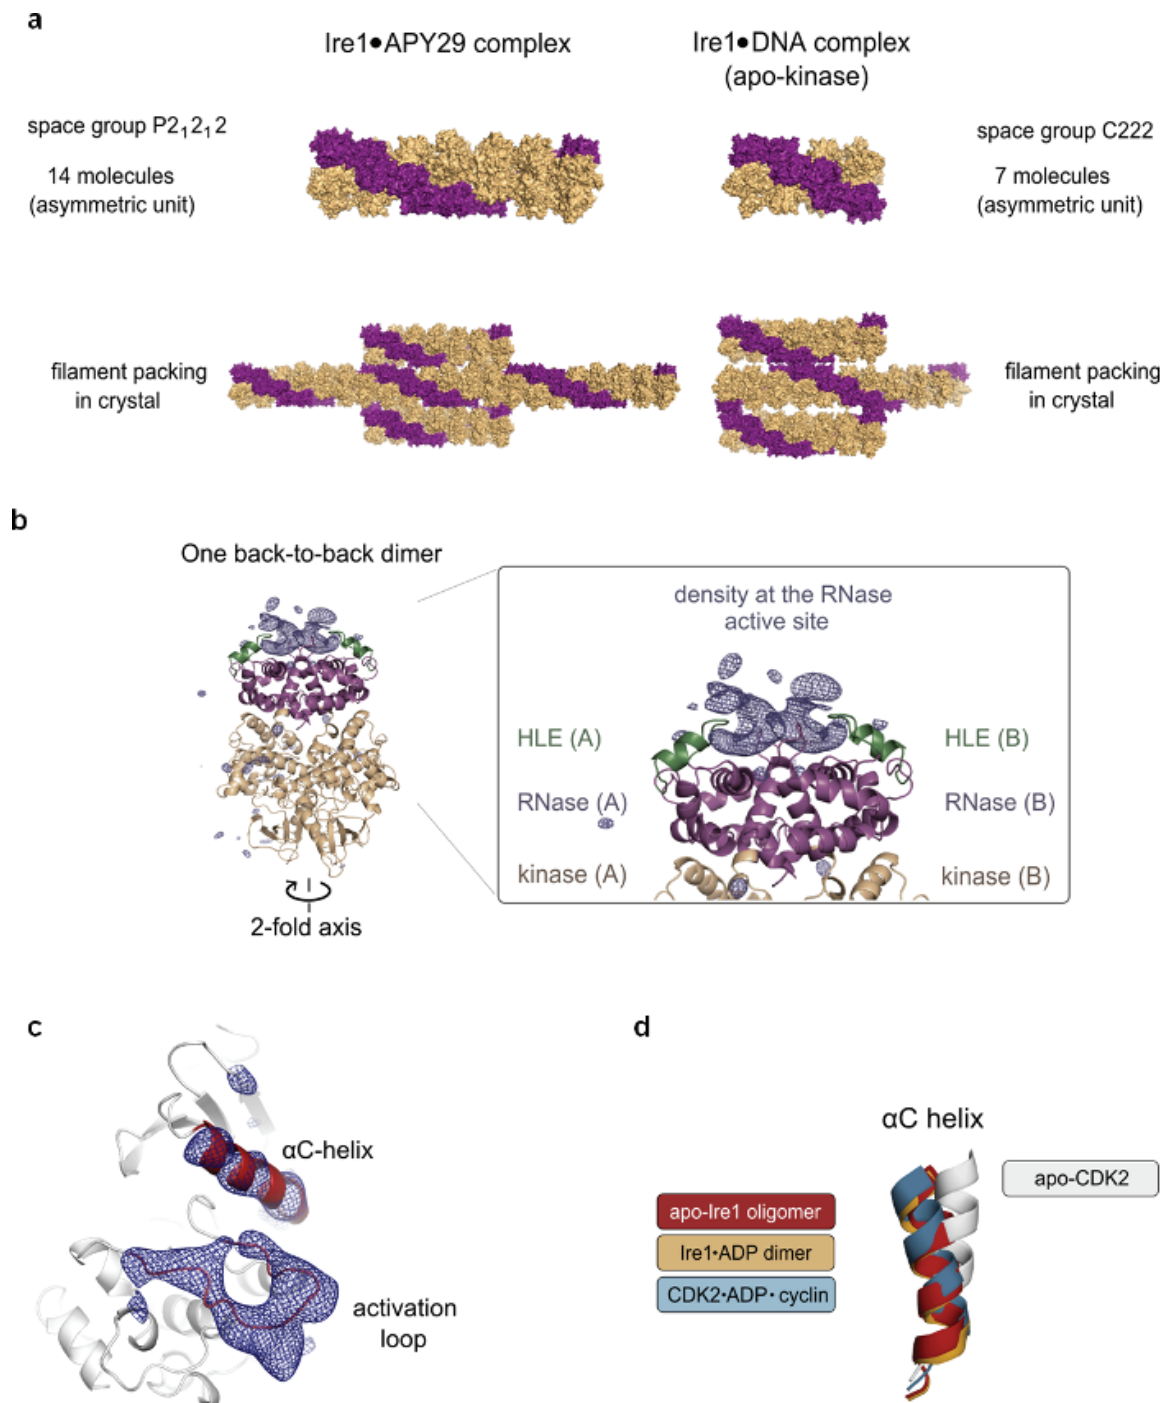 a
Ire1●APY29 complex
Ire1●DNA complex
(apo-kinase)
space group P2₁2₁2
14 molecules
(asymmetric unit)
space group C222
7 molecules
(asymmetric unit)
filament packing
in crystal
filament packing
in crystal
b
One back-to-back dimer
2-fold axis
density at the RNase
active site
HLE (A)
HLE (B)
RNase (A)
RNase (B)
kinase (A)
kinase (B)
c
αC-helix
activation
loop
d
αC helix
apo-CDK2
apo-Ire1 oligomer
Ire1•ADP dimer
CDK2•ADP• cyclin